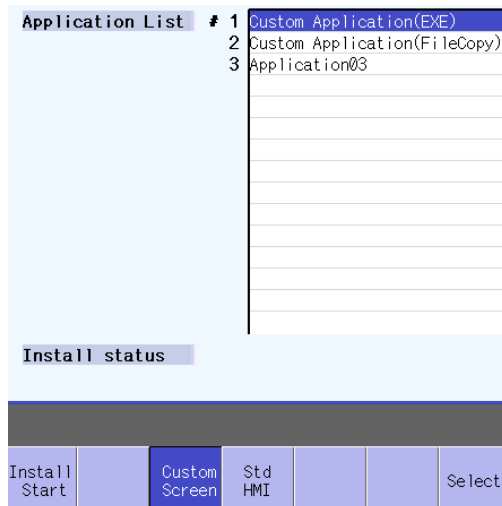 Application List # 1 Custom Application(EXE)
2 Custom Application(FileCopy)
3 Application03
Install status
Install Start
Custom Screen
Std HMI
Select